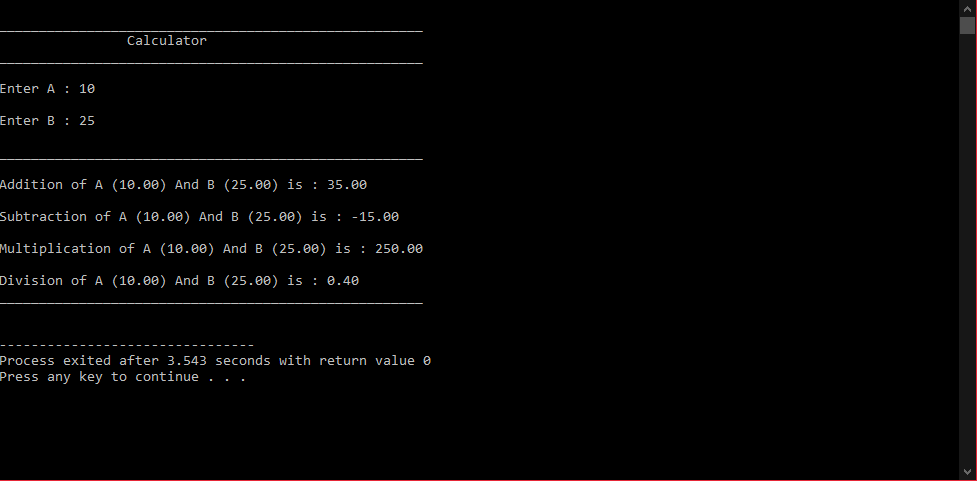 _____________________________________________________
Calculator
_____________________________________________________
Enter A : 10
Enter B : 25
_____________________________________________________
Addition of A (10.00) And B (25.00) is : 35.00
Subtraction of A (10.00) And B (25.00) is : -15.00
Multiplication of A (10.00) And B (25.00) is : 250.00
Division of A (10.00) And B (25.00) is : 0.40
_____________________________________________________
--------------------------------
Process exited after 3.543 seconds with return value 0
Press any key to continue . . .